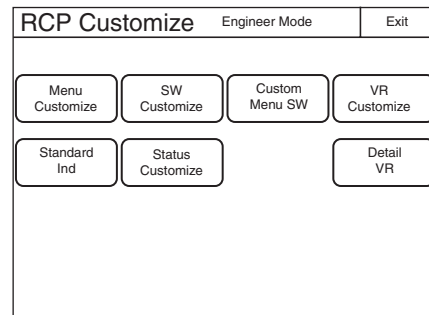 RCP Customize Engineer Mode Exit
Menu SW Custom VR
Customize Customize Menu SW Customize
Standard Status Detail
Ind Customize VR